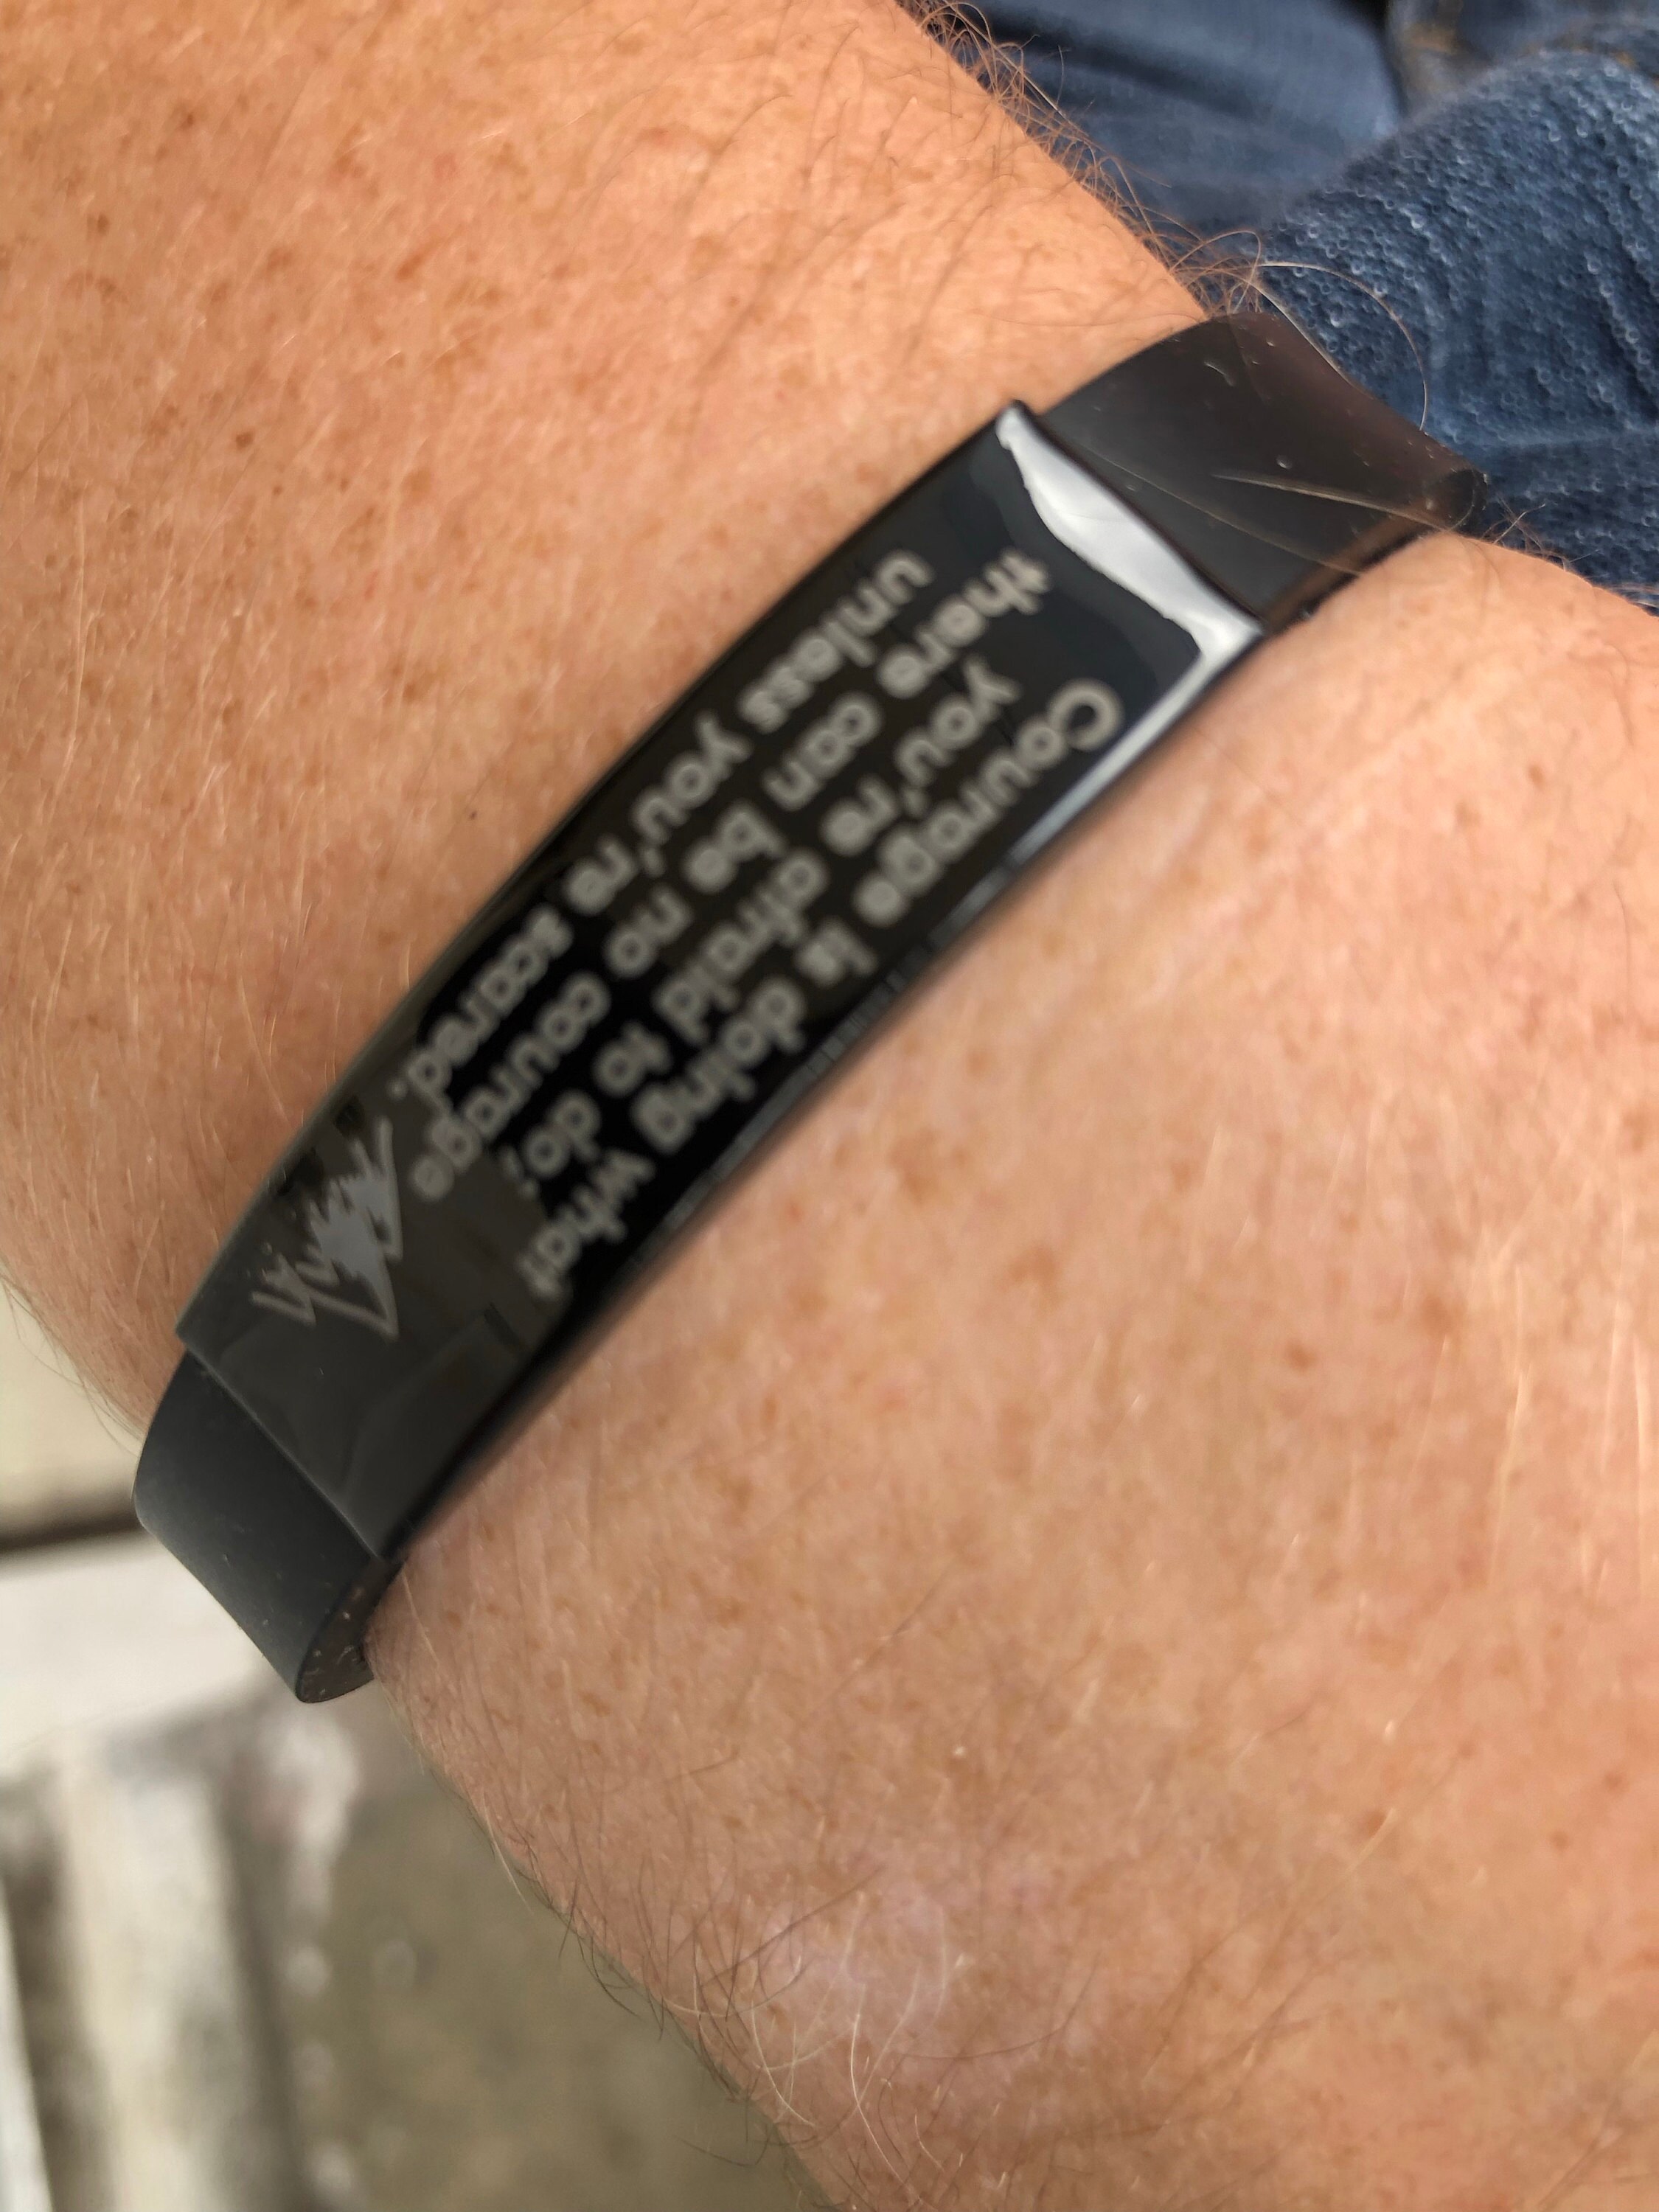 Courage is doing what
you're afraid to do;
there can be no courage
unless you're scared.